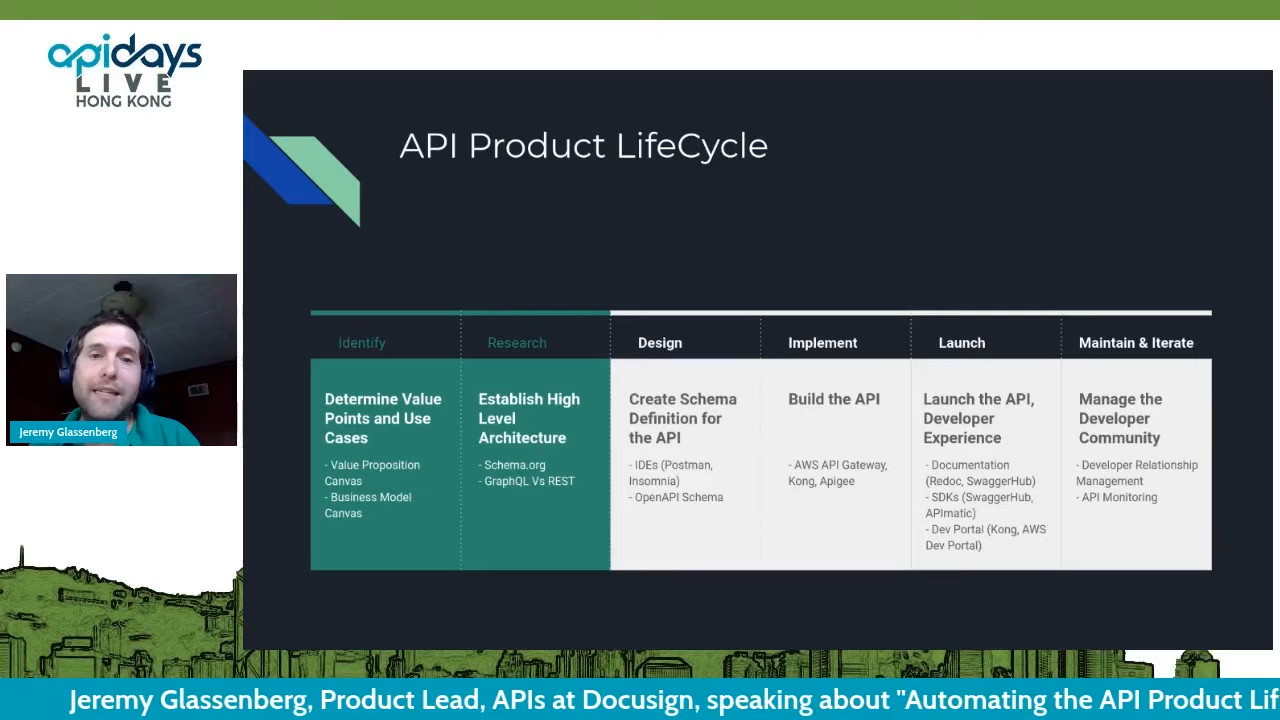 apidays
LIVE
HONG KONG
API Product LifeCycle
Identify
Research
Design
Implement
Launch
Maintain & Iterate
Determine Value
Points and Use
Cases
- Value Proposition
Canvas
- Business Model
Canvas
Establish High
Level
Architecture
- Schema.org
- GraphQL Vs REST
Create Schema
Definition for
the API
- IDEs (Postman,
Insomnia)
- OpenAPI Schema
Build the API
- AWS API Gateway,
Kong, Apigee
Launch the API,
Developer
Experience
- Documentation
(Redoc, SwaggerHub)
- SDKs (SwaggerHub,
APImatic)
- Dev Portal (Kong, AWS
Dev Portal)
Manage the
Developer
Community
- Developer Relationship
Management
- API Monitoring
Jeremy Glassenberg
Jeremy Glassenberg, Product Lead, APIs at Docusign, speaking about "Automating the API Product Lif